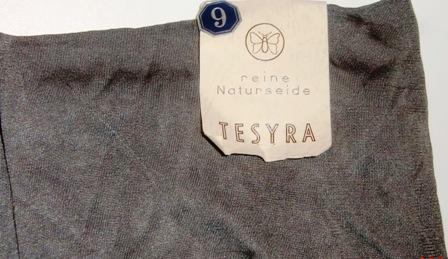 9
reine
Naturseide
TESYRA